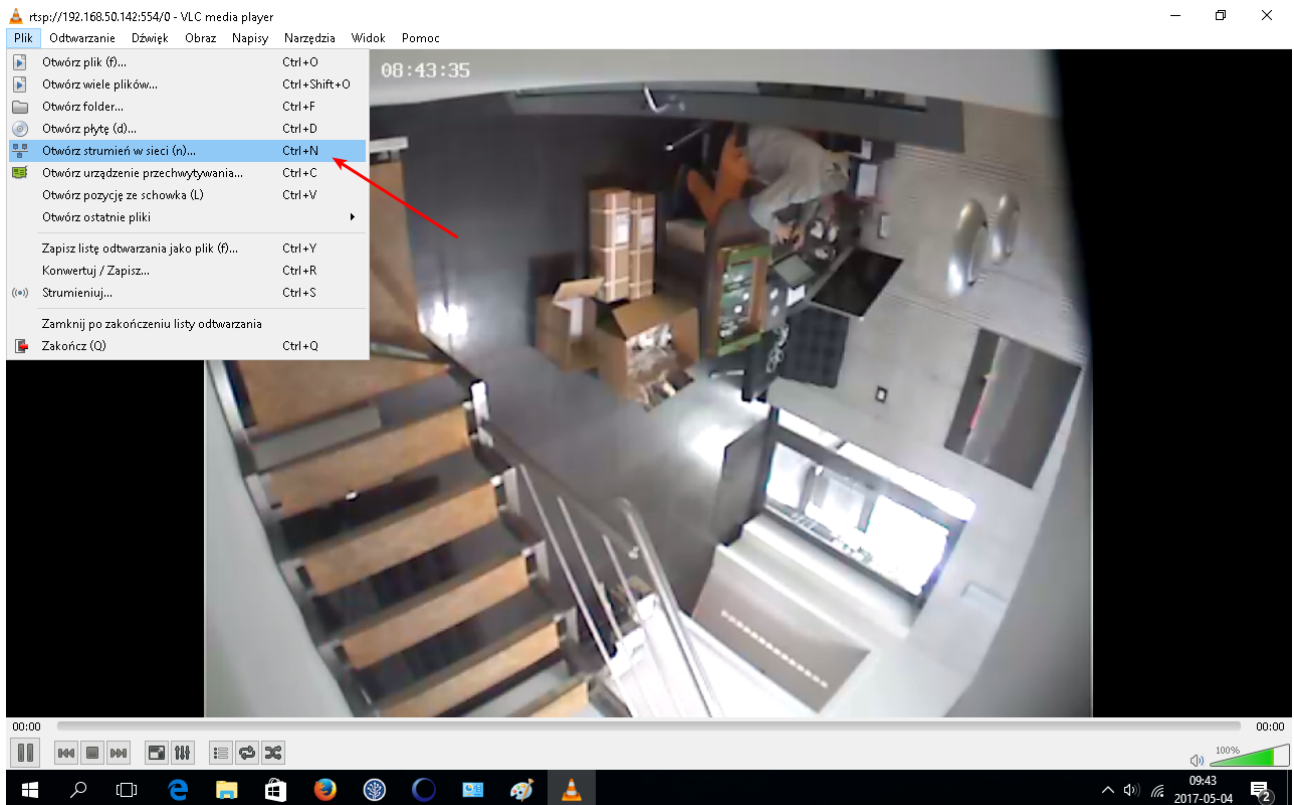 rtsp://192.168.50.142:554/0 - VLC media player
Plik Odtwarzanie Dźwięk Obraz Napisy Narzędzia Widok Pomoc
Otwórz plik (f)... Ctrl+O
Otwórz wiele plików... Ctrl+Shift+O
Otwórz folder... Ctrl+F
Otwórz płytę (d)... Ctrl+D
Otwórz strumień w sieci (n)... Ctrl+N
Otwórz urządzenie przechwytywania... Ctrl+C
Otwórz pozycję ze schowka (L) Ctrl+V
Otwórz ostatnie pliki
Zapisz listę odtwarzania jako plik (f)... Ctrl+Y
Konwertuj / Zapisz... Ctrl+R
Strumieniuj... Ctrl+S
Zamknij po zakończeniu listy odtwarzania
Zakończ (Q) Ctrl+Q
08:43:35
00:00 00:00
100%
09:43
2017-05-04
2